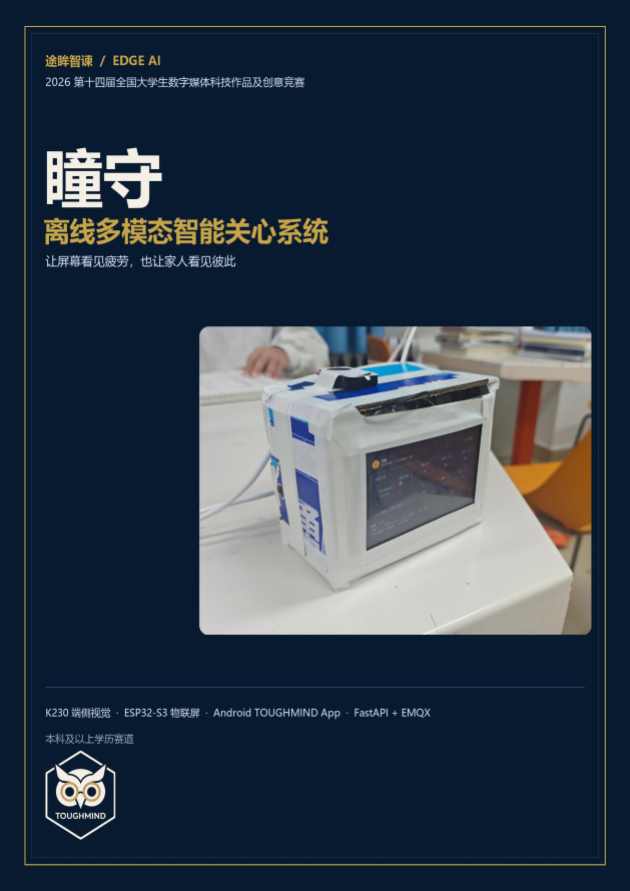 途眸智谏 / EDGE AI
2026 第十四届全国大学生数字媒体科技作品及创意竞赛
瞳守
离线多模态智能关心系统
让屏幕看见疲劳，也让家人看见彼此
K230 端侧视觉 · ESP32-S3 物联屏 · Android TOUGHMIND App · FastAPI + EMQX
本科及以上学历赛道
TOUGHMIND